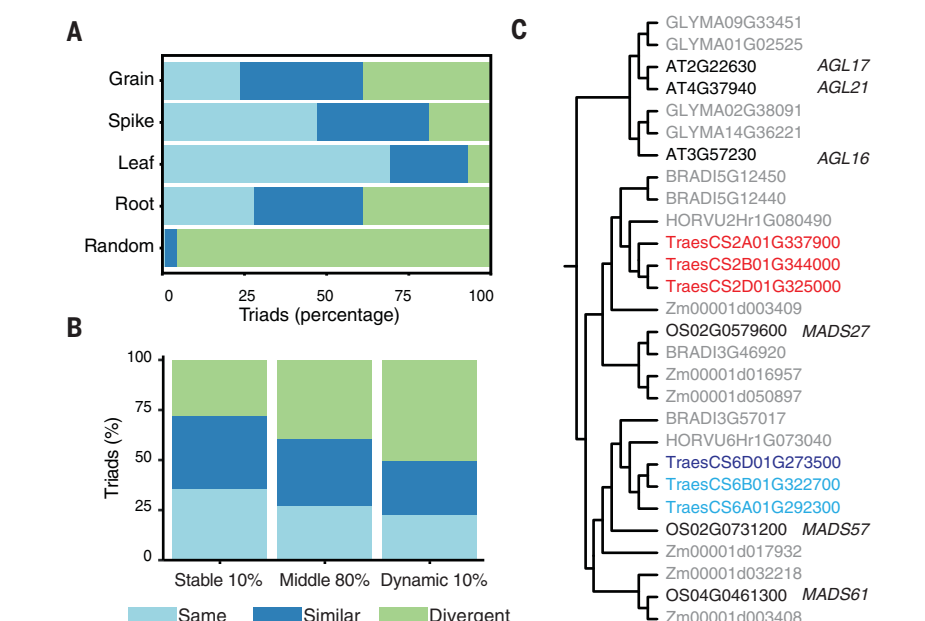 A
Grain
Spike
Leaf
Root
Random
0 25 50 75 100
Triads (percentage)
B
100
75
50
25
0
Triads (%)
Stable 10% Middle 80% Dynamic 10%
Same Similar Divergent
C
GLYMA09G33451
GLYMA01G02525
AT2G22630 AGL17
AT4G37940 AGL21
GLYMA02G38091
GLYMA14G36221
AT3G57230 AGL16
BRADI5G12450
BRADI5G12440
HORVU2Hr1G080490
TraesCS2A01G337900
TraesCS2B01G344000
TraesCS2D01G325000
Zm00001d003409
OS02G0579600 MADS27
BRADI3G46920
Zm00001d016957
Zm00001d050897
BRADI3G57017
HORVU6Hr1G073040
TraesCS6D01G273500
TraesCS6B01G322700
TraesCS6A01G292300
OS02G0731200 MADS57
Zm00001d017932
Zm00001d032218
OS04G0461300 MADS61
Zm00001d003408